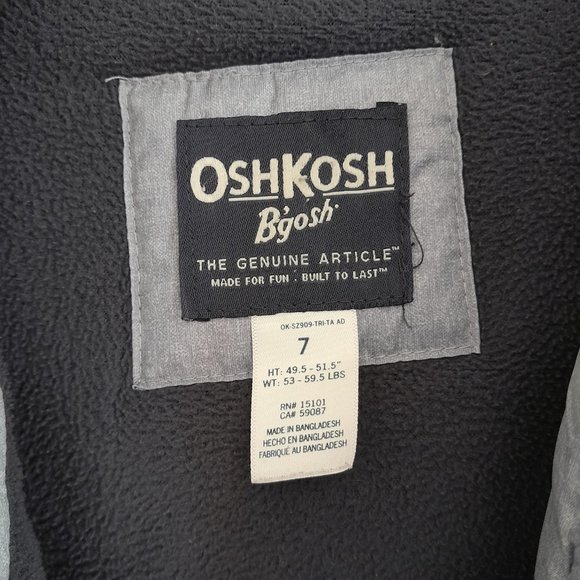 OSHKOSH
B'gosh
THE GENUINE ARTICLE™
MADE FOR FUN . BUILT TO LAST™
OK-SZ909-TRI-TA AD
7
HT: 49.5 - 51.5"
WT: 53 - 59.5 LBS
RN# 15101
CA# 59087
MADE IN BANGLADESH
HECHO EN BANGLADESH
FABRIQUÉ AU BANGLADESH